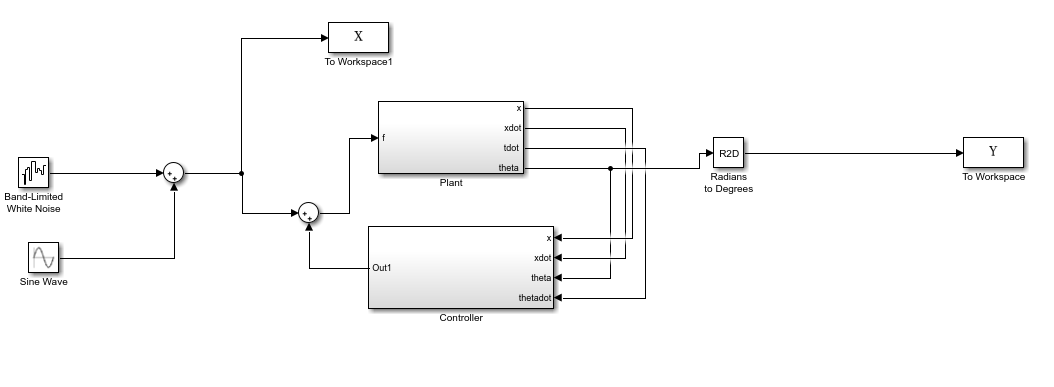 X
To Workspace1
x
xdot
tdot
theta
f
Plant
R2D
Radians
to Degrees
Y
To Workspace
Band-Limited
White Noise
++
++
Sine Wave
x
xdot
theta
thetadot
Out1
Controller